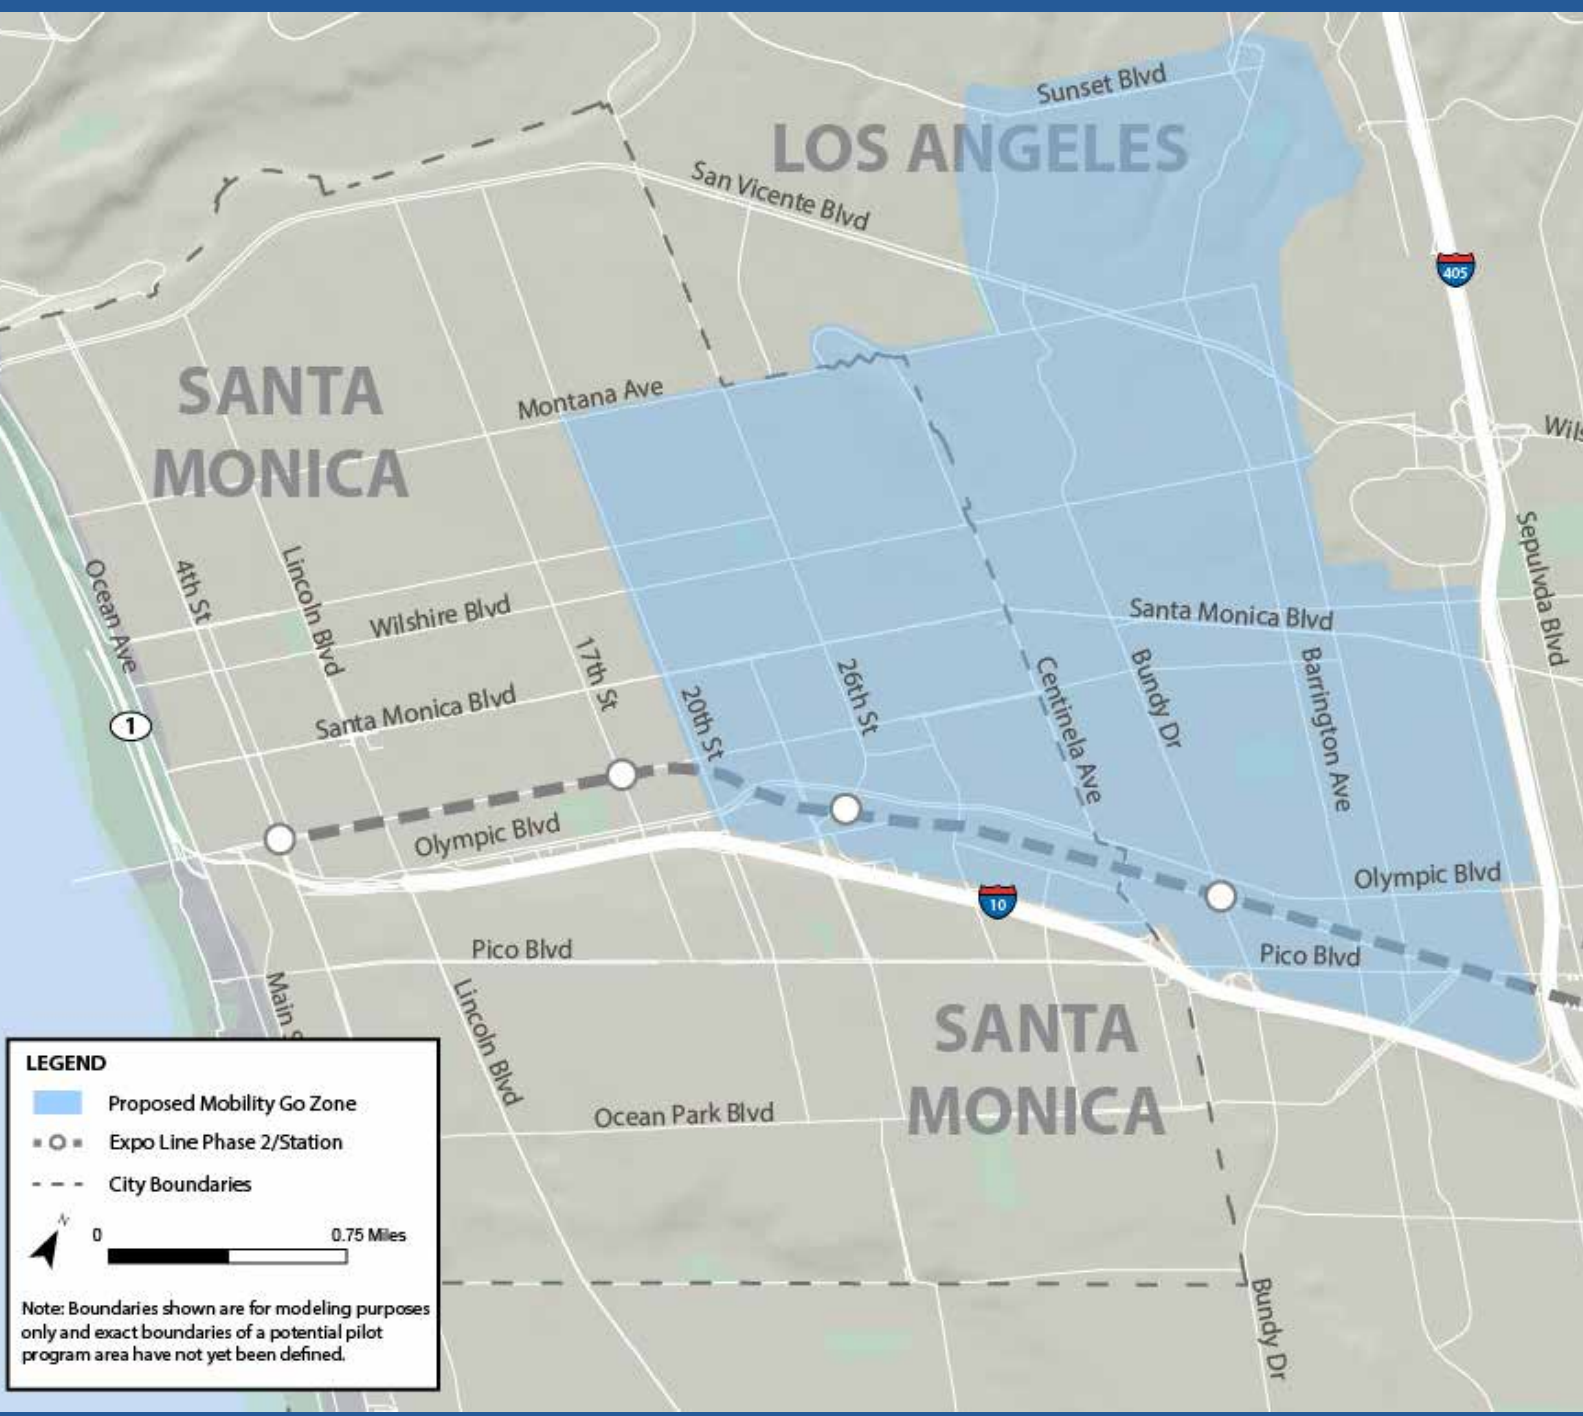 Sunset Blvd
LOS ANGELES
San Vicente Blvd
405
SANTA
MONICA
Montana Ave
Ocean Ave
4th St
Lincoln Blvd
Wilshire Blvd
17th St
Santa Monica Blvd
20th St
26th St
Centinela Ave
Bundy Dr
Santa Monica Blvd
Barrington Ave
Sepulvda Blvd
Wils
1
Olympic Blvd
10
Olympic Blvd
Pico Blvd
Pico Blvd
Main S
Lincoln Blvd
SANTA
MONICA
Ocean Park Blvd
Bundy Dr
LEGEND
Proposed Mobility Go Zone
Expo Line Phase 2/Station
City Boundaries
N
0 0.75 Miles
Note: Boundaries shown are for modeling purposes
only and exact boundaries of a potential pilot
program area have not yet been defined.